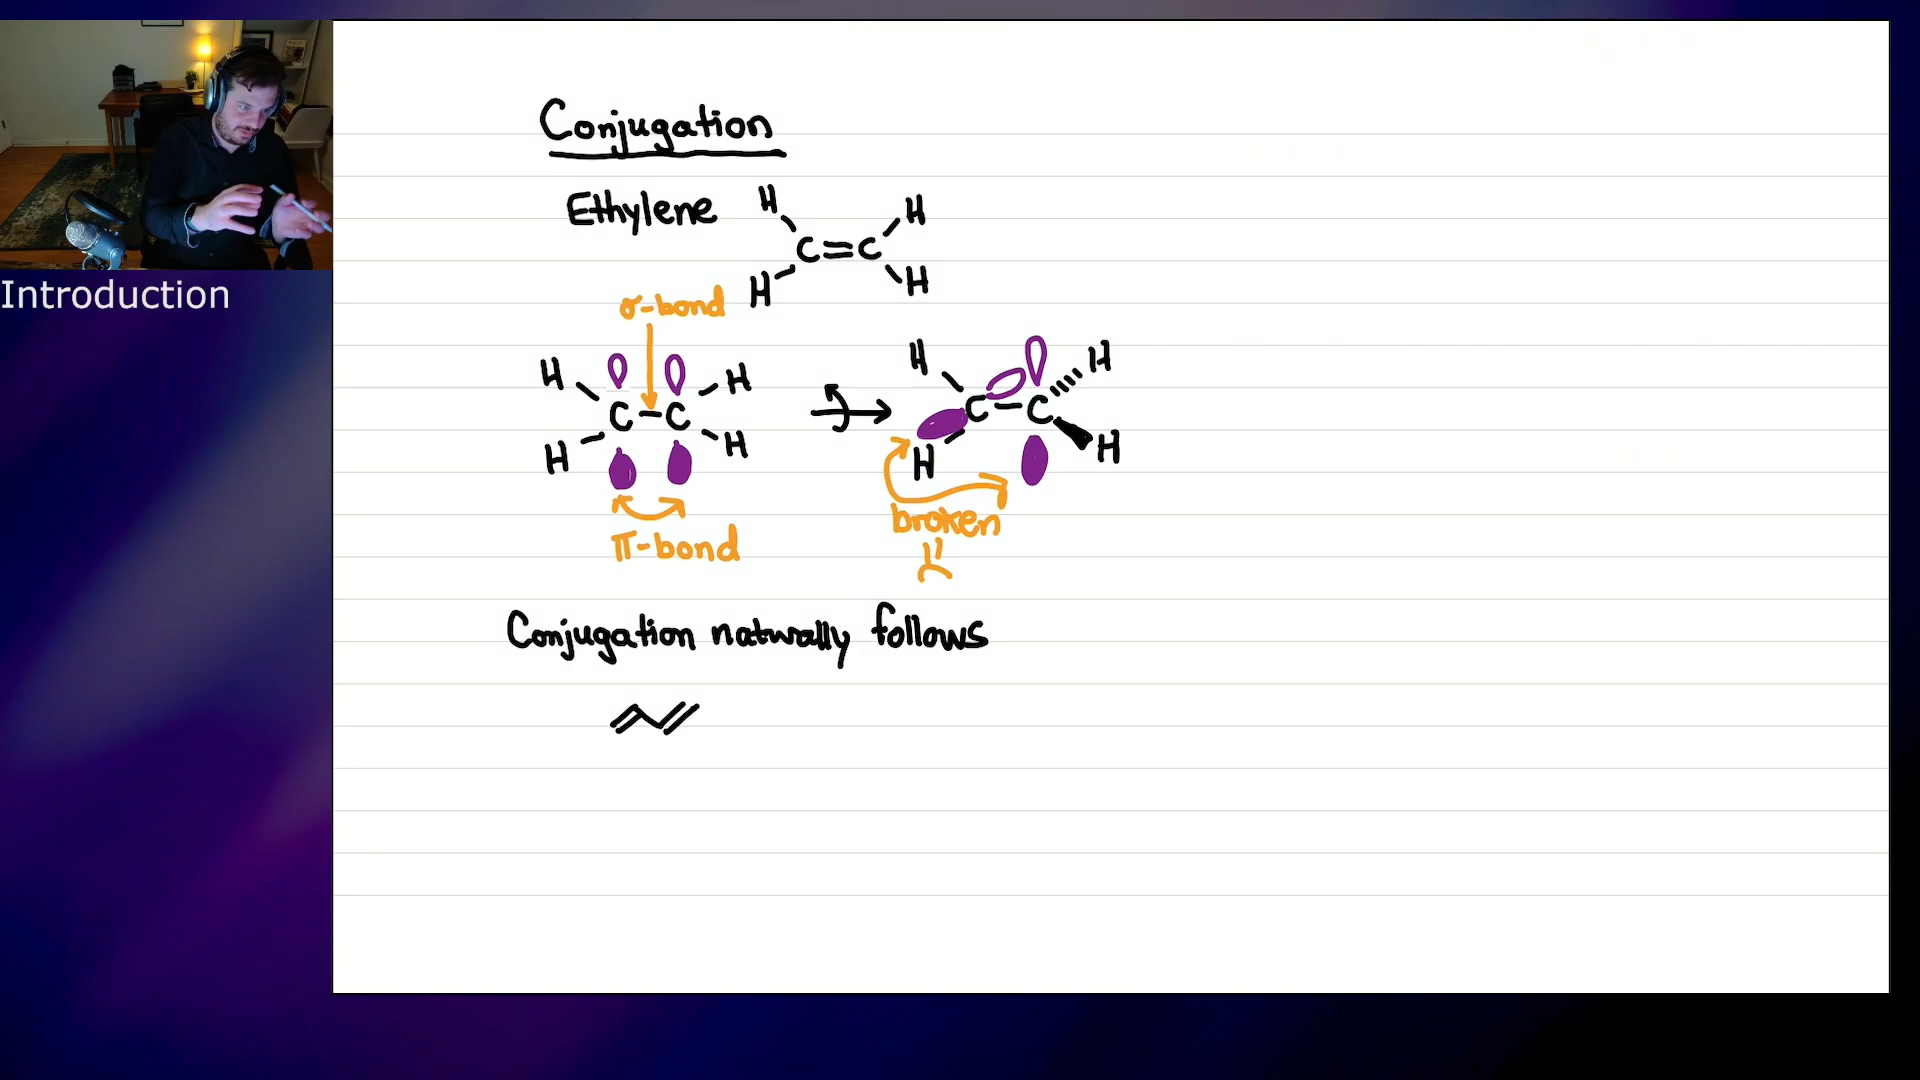 Introduction
Conjugation
Ethylene
H
H
C=C
H
H
σ-bond
H
H
C-C
H
H
π-bond
H
H
C-C
H
H
broken
Conjugation naturally follows